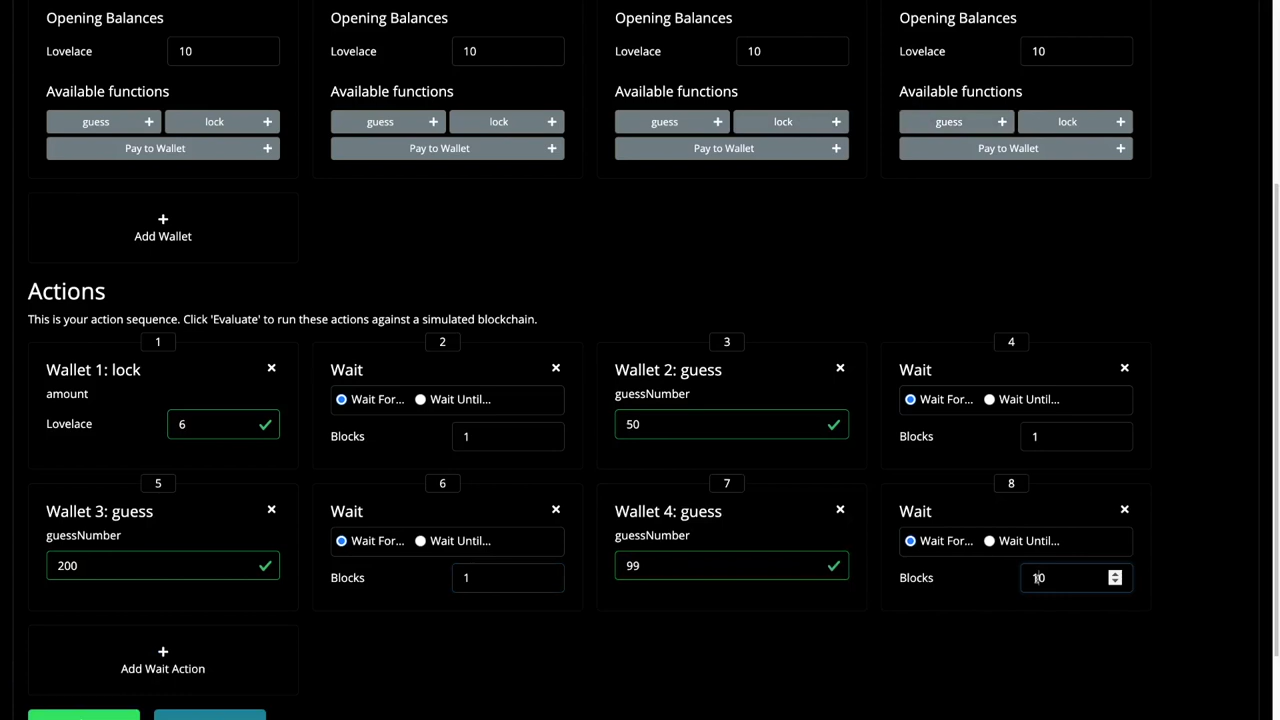 Opening Balances Opening Balances Opening Balances Opening Balances
Lovelace 10 Lovelace 10 Lovelace 10 Lovelace 10
Available functions Available functions Available functions Available functions
guess + lock + guess + lock + guess + lock + guess + lock +
Pay to Wallet + Pay to Wallet + Pay to Wallet + Pay to Wallet +
+
Add Wallet
Actions
This is your action sequence. Click 'Evaluate' to run these actions against a simulated blockchain.
1 2 3 4
Wallet 1: lock × Wait × Wallet 2: guess × Wait ×
amount Wait For... Wait Until... guessNumber Wait For... Wait Until...
Lovelace 6 Blocks 1 50 Blocks 1
5 6 7 8
Wallet 3: guess × Wait × Wallet 4: guess × Wait ×
guessNumber Wait For... Wait Until... guessNumber Wait For... Wait Until...
200 Blocks 1 99 Blocks 10
+
Add Wait Action